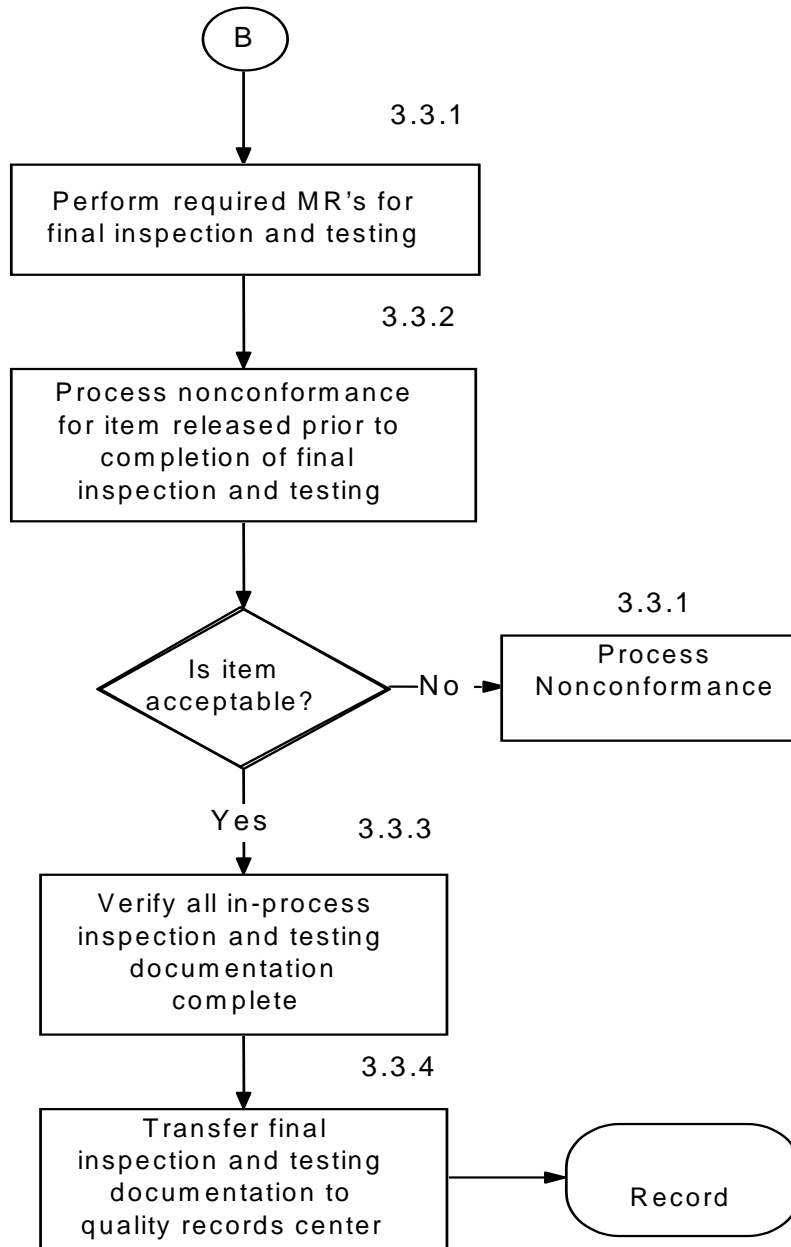 B
3.3.1
Perform required MR's for
final inspection and testing
3.3.2
Process nonconformance
for item released prior to
completion of final
inspection and testing
Is item
acceptable?
No
3.3.1
Process
Nonconformance
Yes
3.3.3
Verify all in-process
inspection and testing
documentation
complete
3.3.4
Transfer final
inspection and testing
documentation to
quality records center
Record